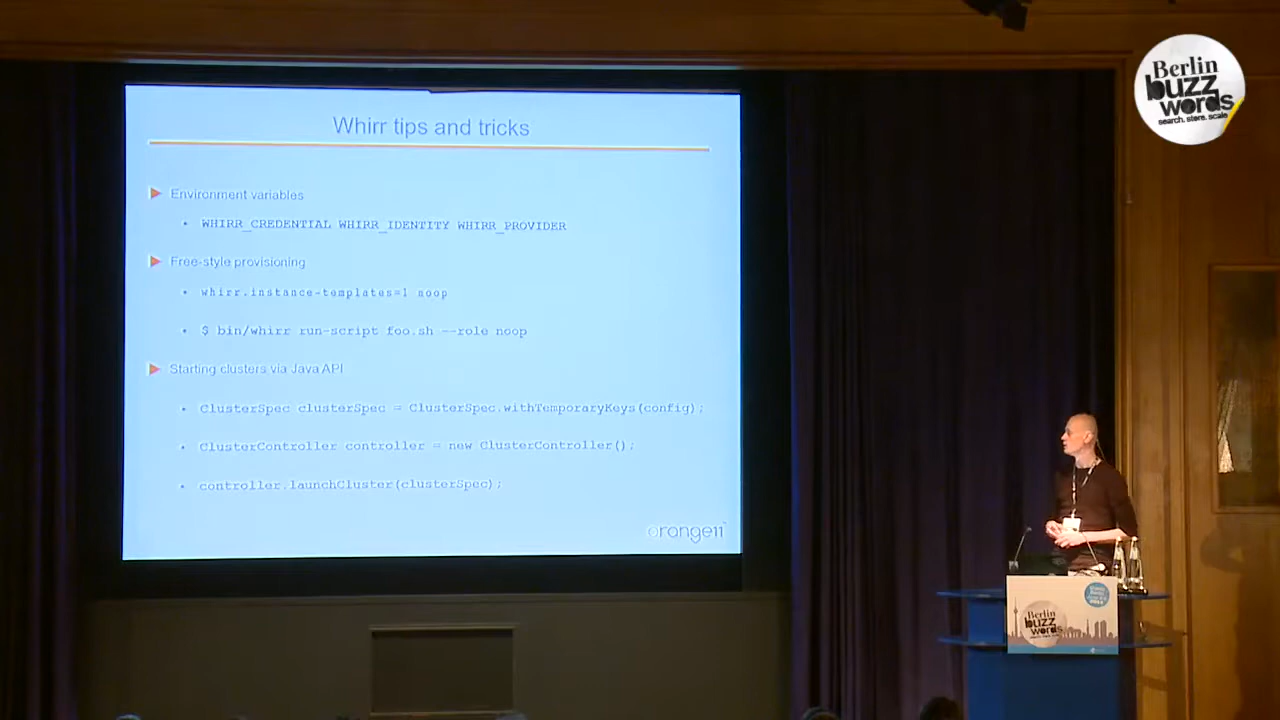 Whirr tips and tricks
Environment variables
WHIRR_CREDENTIAL WHIRR_IDENTITY WHIRR_PROVIDER
Free-style provisioning
whirr.instance-templates=1 noop
$ bin/whirr run-script foo.sh --role noop
Starting clusters via Java API
ClusterSpec clusterSpec = ClusterSpec.withTemporaryKeys(config);
ClusterController controller = new ClusterController();
controller.launchCluster(clusterSpec);
orange11
Berlin
buzz
words
search. store. scale
Berlin
buzz
words